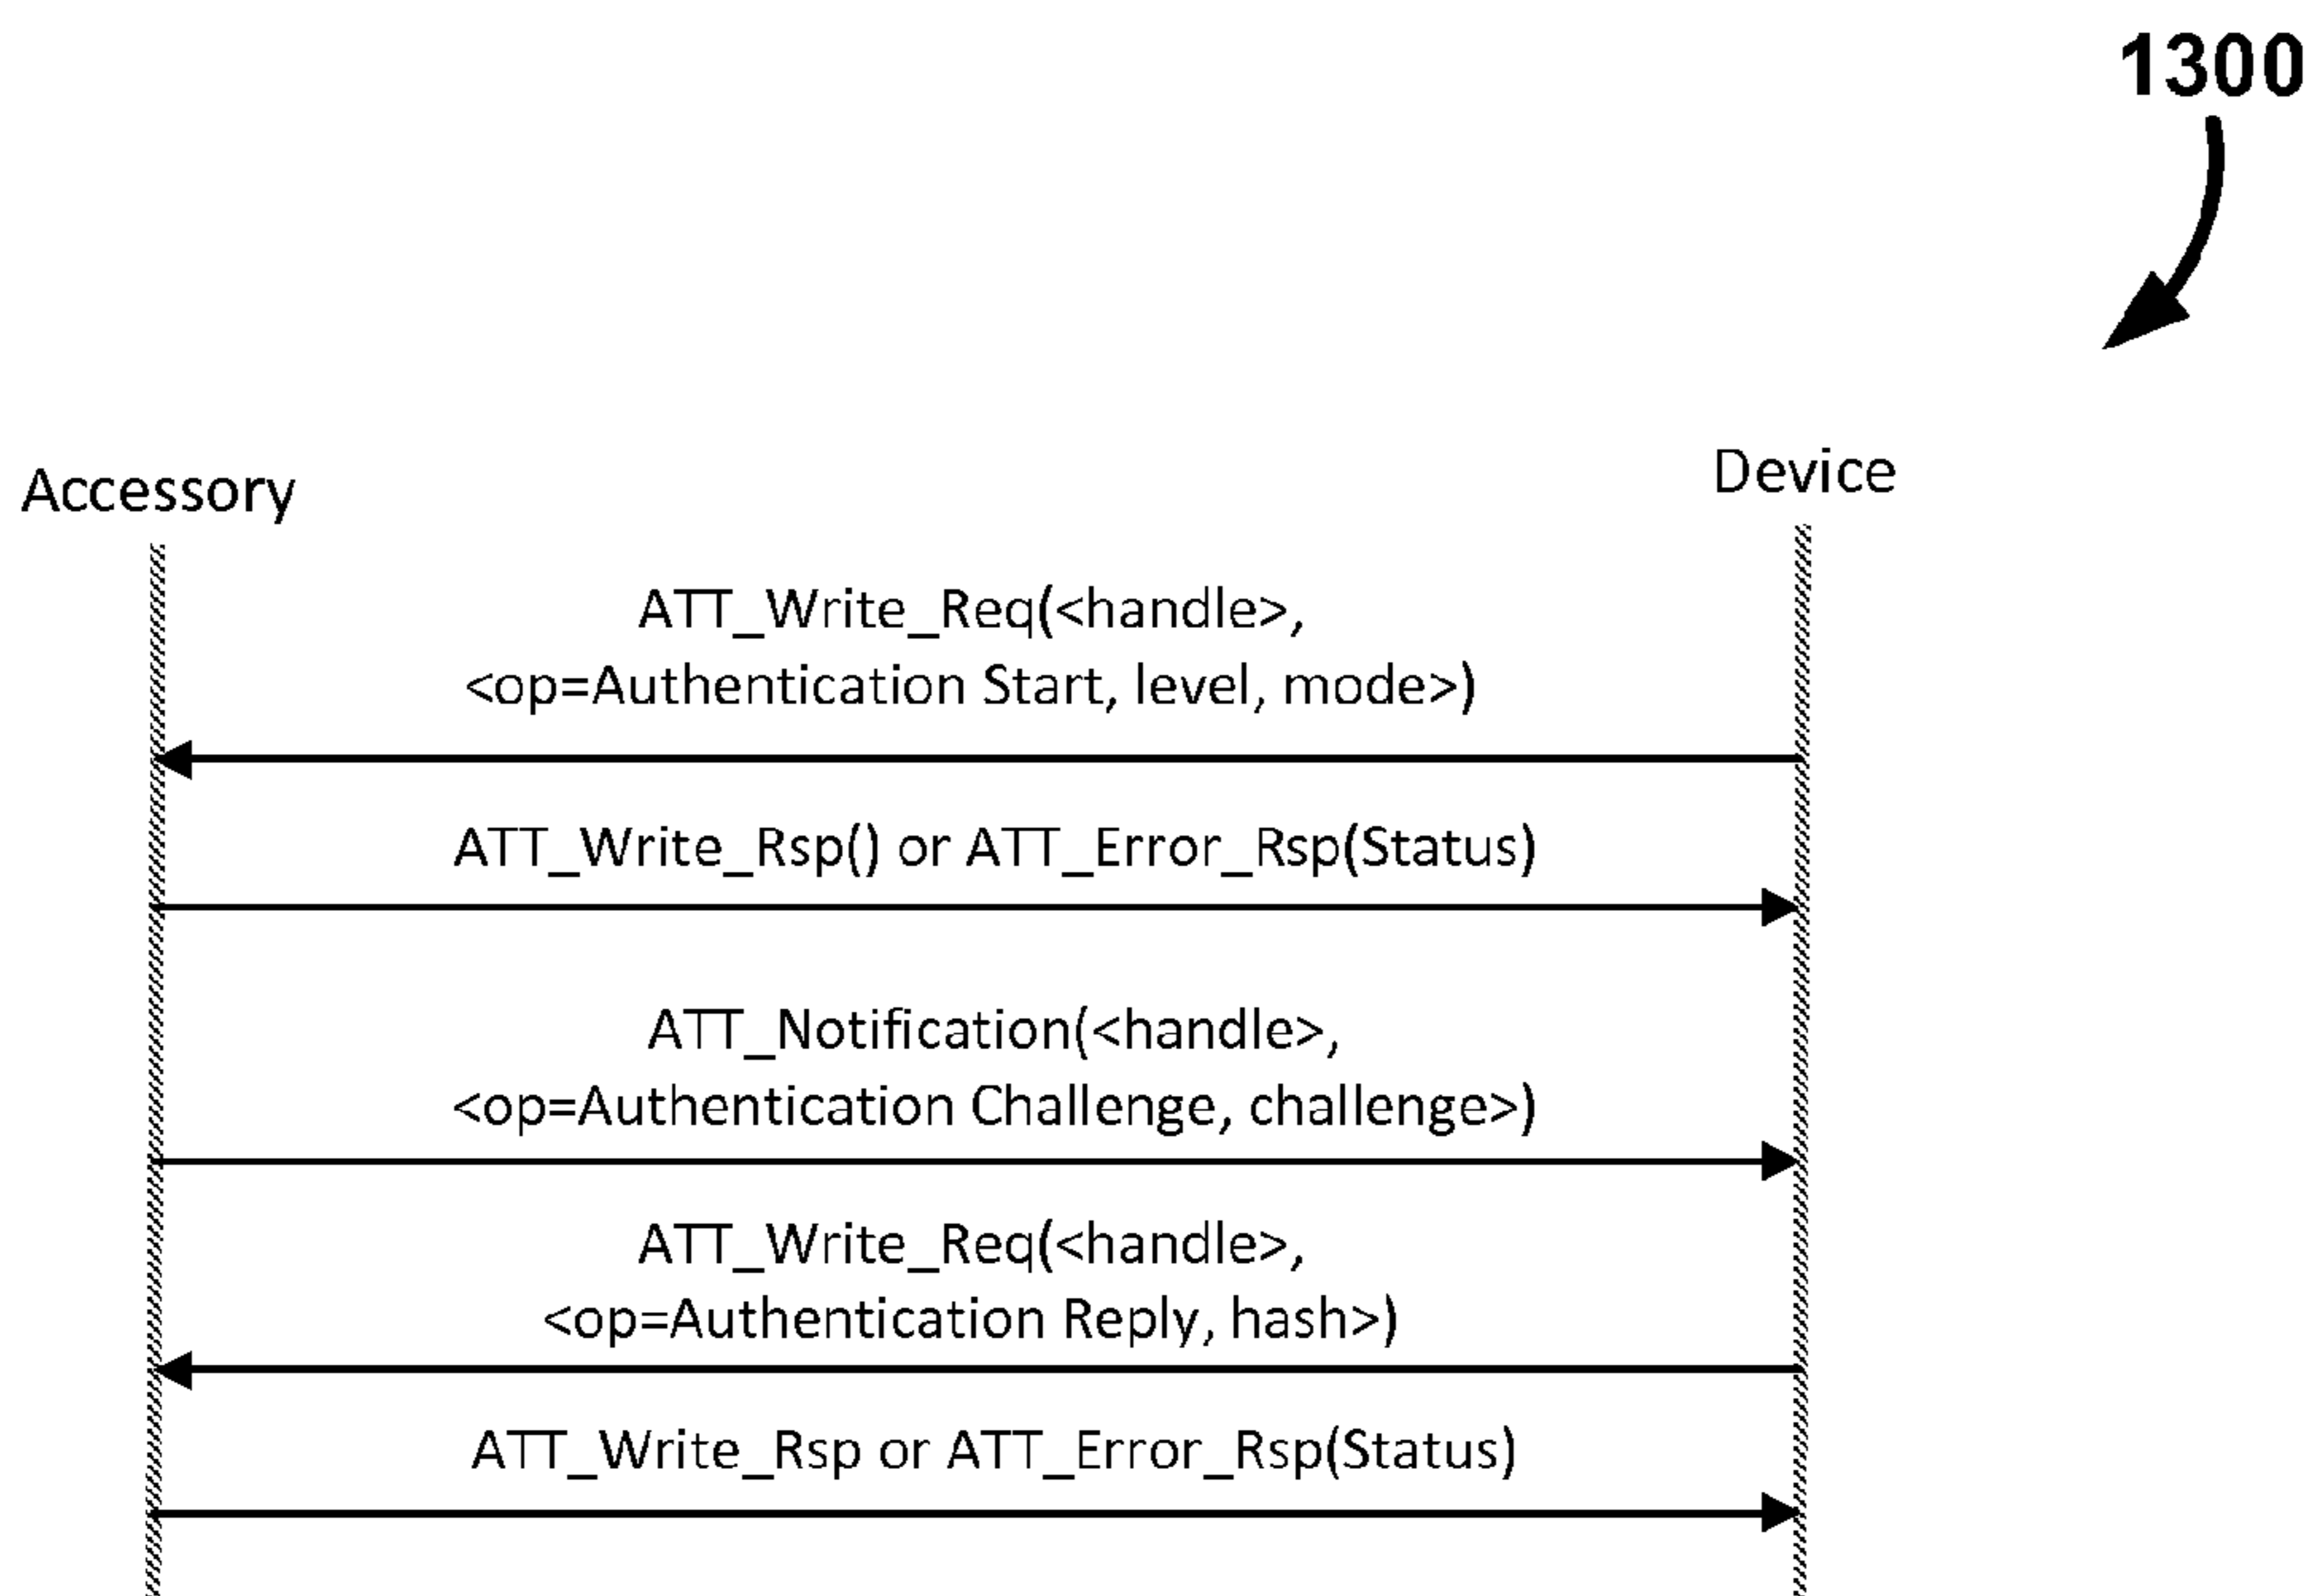 1300
Device
Accessory
ATT_Write_Req(<handle>,
<op=Authentication Start, level, mode>)
ATT_Write_Rsp() or ATT_Error_Rsp(Status)
ATT_Notification(<handle>,
<op=Authentication Challenge, challenge>)
ATT_Write_Req(<handle>,
<op=Authentication Reply, hash>)
ATT_Write_Rsp or ATT_Error_Rsp(Status)